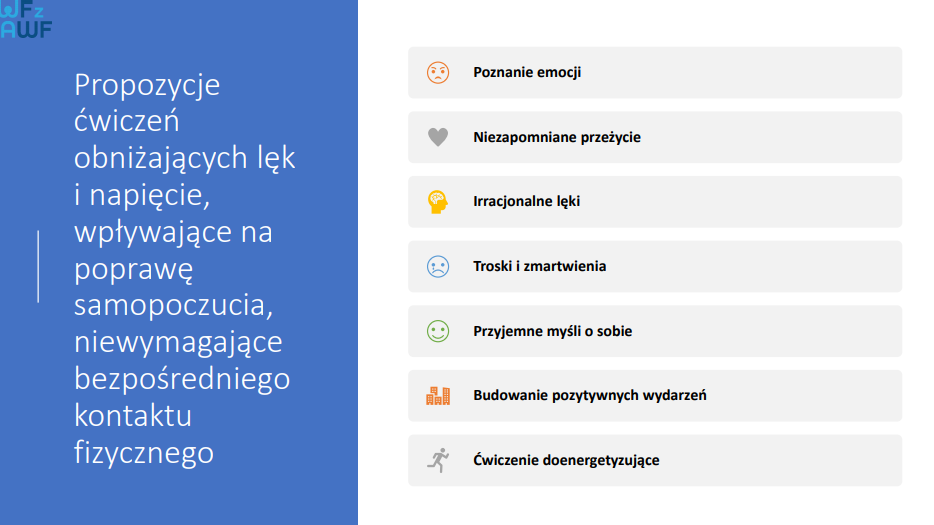 WFz
AWF
Propozycje
ćwiczeń
obniżających lęk
i napięcie,
wpływające na
poprawę
samopoczucia,
niewymagające
bezpośredniego
kontaktu
fizycznego
Poznanie emocji
Niezapomniane przeżycie
Irracjonalne lęki
Troski i zmartwienia
Przyjemne myśli o sobie
Budowanie pozytywnych wydarzeń
Ćwiczenie doenergetyzujące